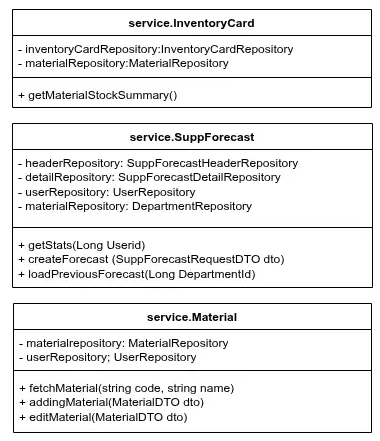 service.InventoryCard
- inventoryCardRepository:InventoryCardRepository
- materialRepository:MaterialRepository
+ getMaterialStockSummary()
service.SuppForecast
- headerRepository: SuppForecastHeaderRepository
- detailRepository: SuppForecastDetailRepository
- userRepository: UserRepository
- materialRepository: DepartmentRepository
+ getStats(Long Userid)
+ createForecast (SuppForecastRequestDTO dto)
+ loadPreviousForecast(Long DepartmentId)
service.Material
- materialrepository: MaterialRepository
- userRepository; UserRepository
+ fetchMaterial(string code, string name)
+ addingMaterial(MaterialDTO dto)
+ editMaterial(MaterialDTO dto)